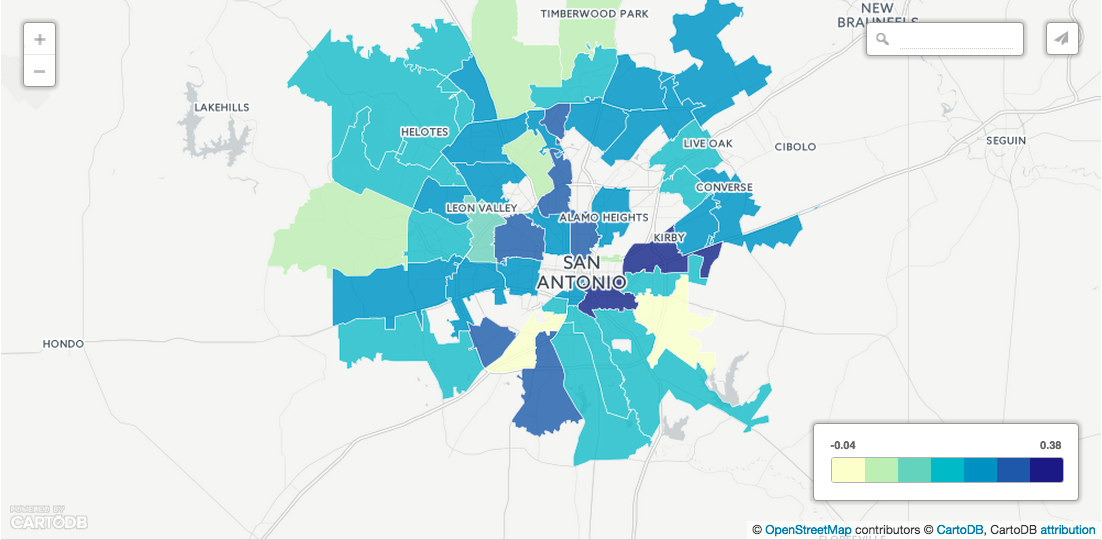 TIMBERWOOD PARK
NEW
BRAUNFELS
+
−
LAKEHILLS
HELOTES
LIVE OAK
CIBOLO
SEGUIN
CONVERSE
LEON VALLEY
ALAMO HEIGHTS
KIRBY
SAN
ANTONIO
HONDO
-0.04 0.38
POWERED BY
CARTODB
© OpenStreetMap contributors © CartoDB, CartoDB attribution
FLORESVILLE